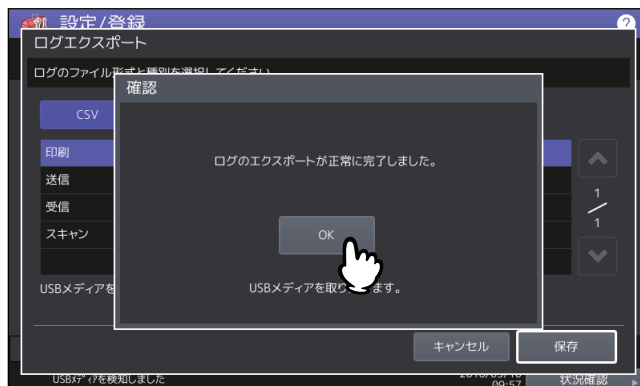 設定/登録
?
ログエクスポート
ログのファイル形式と種別を選択してください
確認
CSV
印刷
ログのエクスポートが正常に完了しました。
送信
受信
1
1
スキャン
OK
USBメディアを
USBメディアを取り ます。
キャンセル
保存
USBﾒﾃﾞｨｱを検知しました
09:57
状況確認